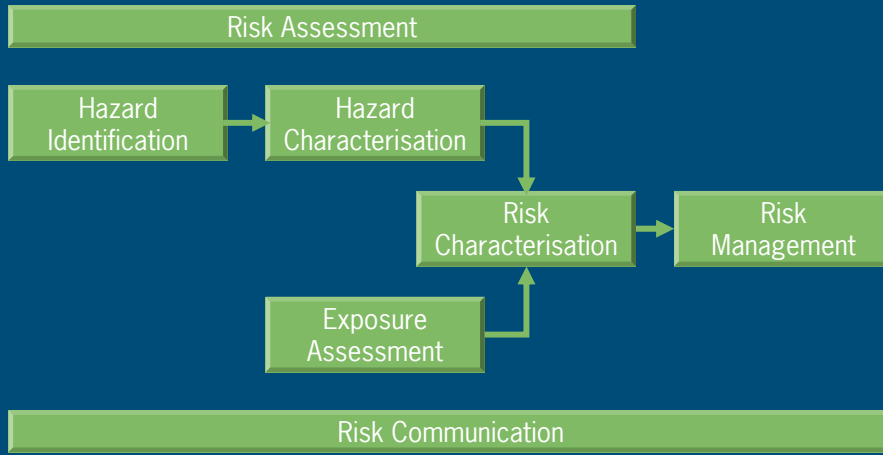 Risk Assessment
Hazard
Identification
Hazard
Characterisation
Risk
Characterisation
Risk
Management
Exposure
Assessment
Risk Communication